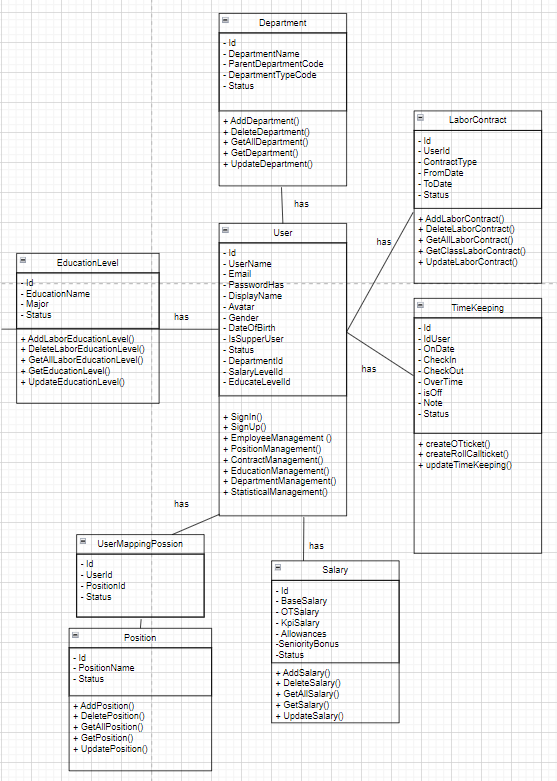 Department
- Id
- DepartmentName
- ParentDepartmentCode
- DepartmentTypeCode
- Status
+ AddDepartment()
+ DeleteDepartment()
+ GetAllDepartment()
+ GetDepartment()
+ UpdateDepartment()
has
LaborContract
- Id
- UserId
- ContractType
- FromDate
- ToDate
- Status
+ AddLaborContract()
+ DeleteLaborContract()
+ GetAllLaborContract()
+ GetClassLaborContract()
+ UpdateLaborContract()
has
User
- Id
- UserName
- Email
- PasswordHas
- DisplayName
- Avatar
- Gender
- DateOfBirth
- IsSupperUser
- Status
- DepartmentId
- SalaryLevelId
- EducateLevelId
+ SignIn()
+ SignUp()
+ EmployeeManagement ()
+ PositionManagement()
+ ContractManagement()
+ EducationManagement()
+ DepartmentManagement()
+ StatisticalManagement()
EducationLevel
- Id
- EducationName
- Major
- Status
+ AddLaborEducationLevel()
+ DeleteLaborEducationLevel()
+ GetAllLaborEducationLevel()
+ GetEducationLevel()
+ UpdateEducationLevel()
has
TimeKeeping
- Id
- IdUser
- OnDate
- CheckIn
- CheckOut
- OverTime
- isOff
- Note
- Status
+ createOTticket()
+ createRollCallticket()
+ updateTimeKeeping()
has
has
UserMappingPossion
- Id
- UserId
- PositionId
- Status
has
Salary
- Id
- BaseSalary
- OTSalary
- KpiSalary
- Allowances
-SeniorityBonus
-Status
+ AddSalary()
+ DeleteSalary()
+ GetAllSalary()
+ GetSalary()
+ UpdateSalary()
Position
- Id
- PositionName
- Status
+ AddPosition()
+ DeletePosition()
+ GetAllPosition()
+ GetPosition()
+ UpdatePosition()